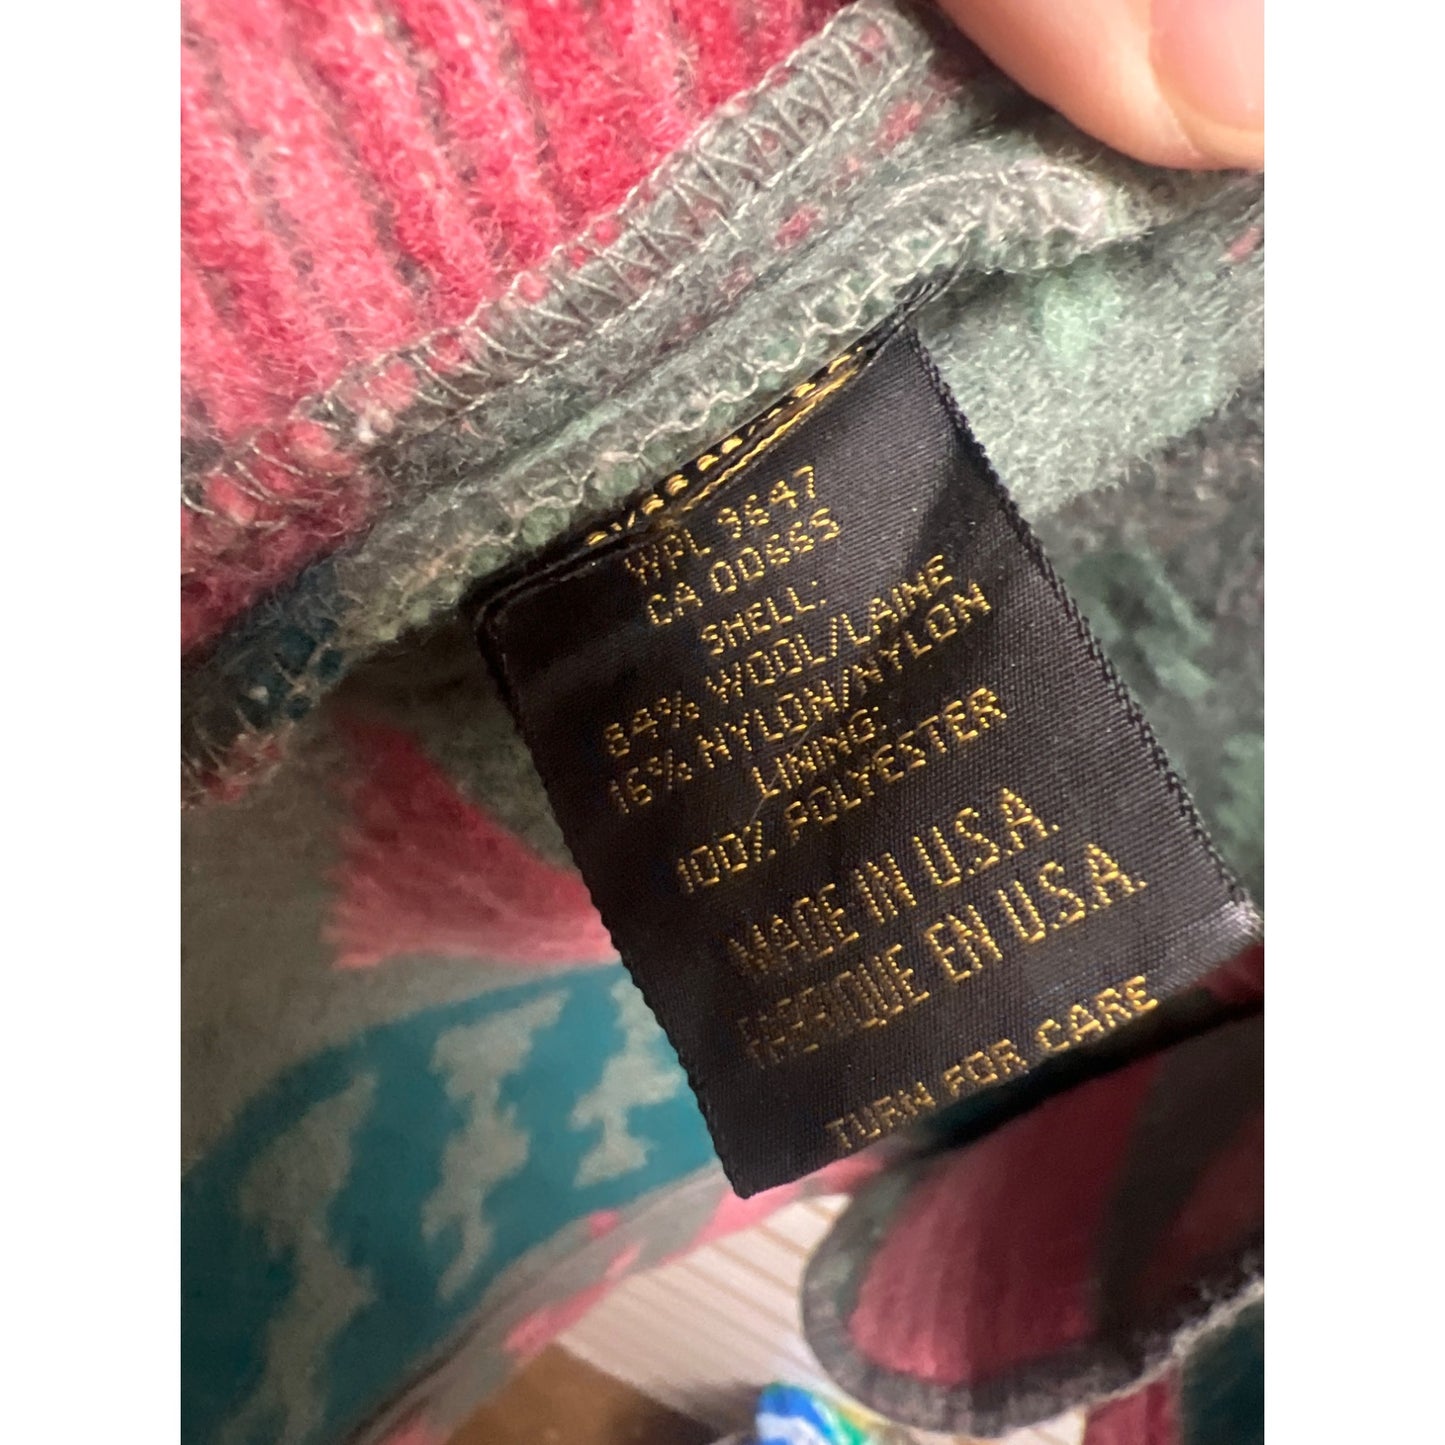 WPL 9647
CA 00665
SHELL:
84% WOOL/LAINE
16% NYLON/NYLON
LINING:
100% POLYESTER
MADE IN U.S.A.
FABRIQUE EN U.S.A.
TURN FOR CARE